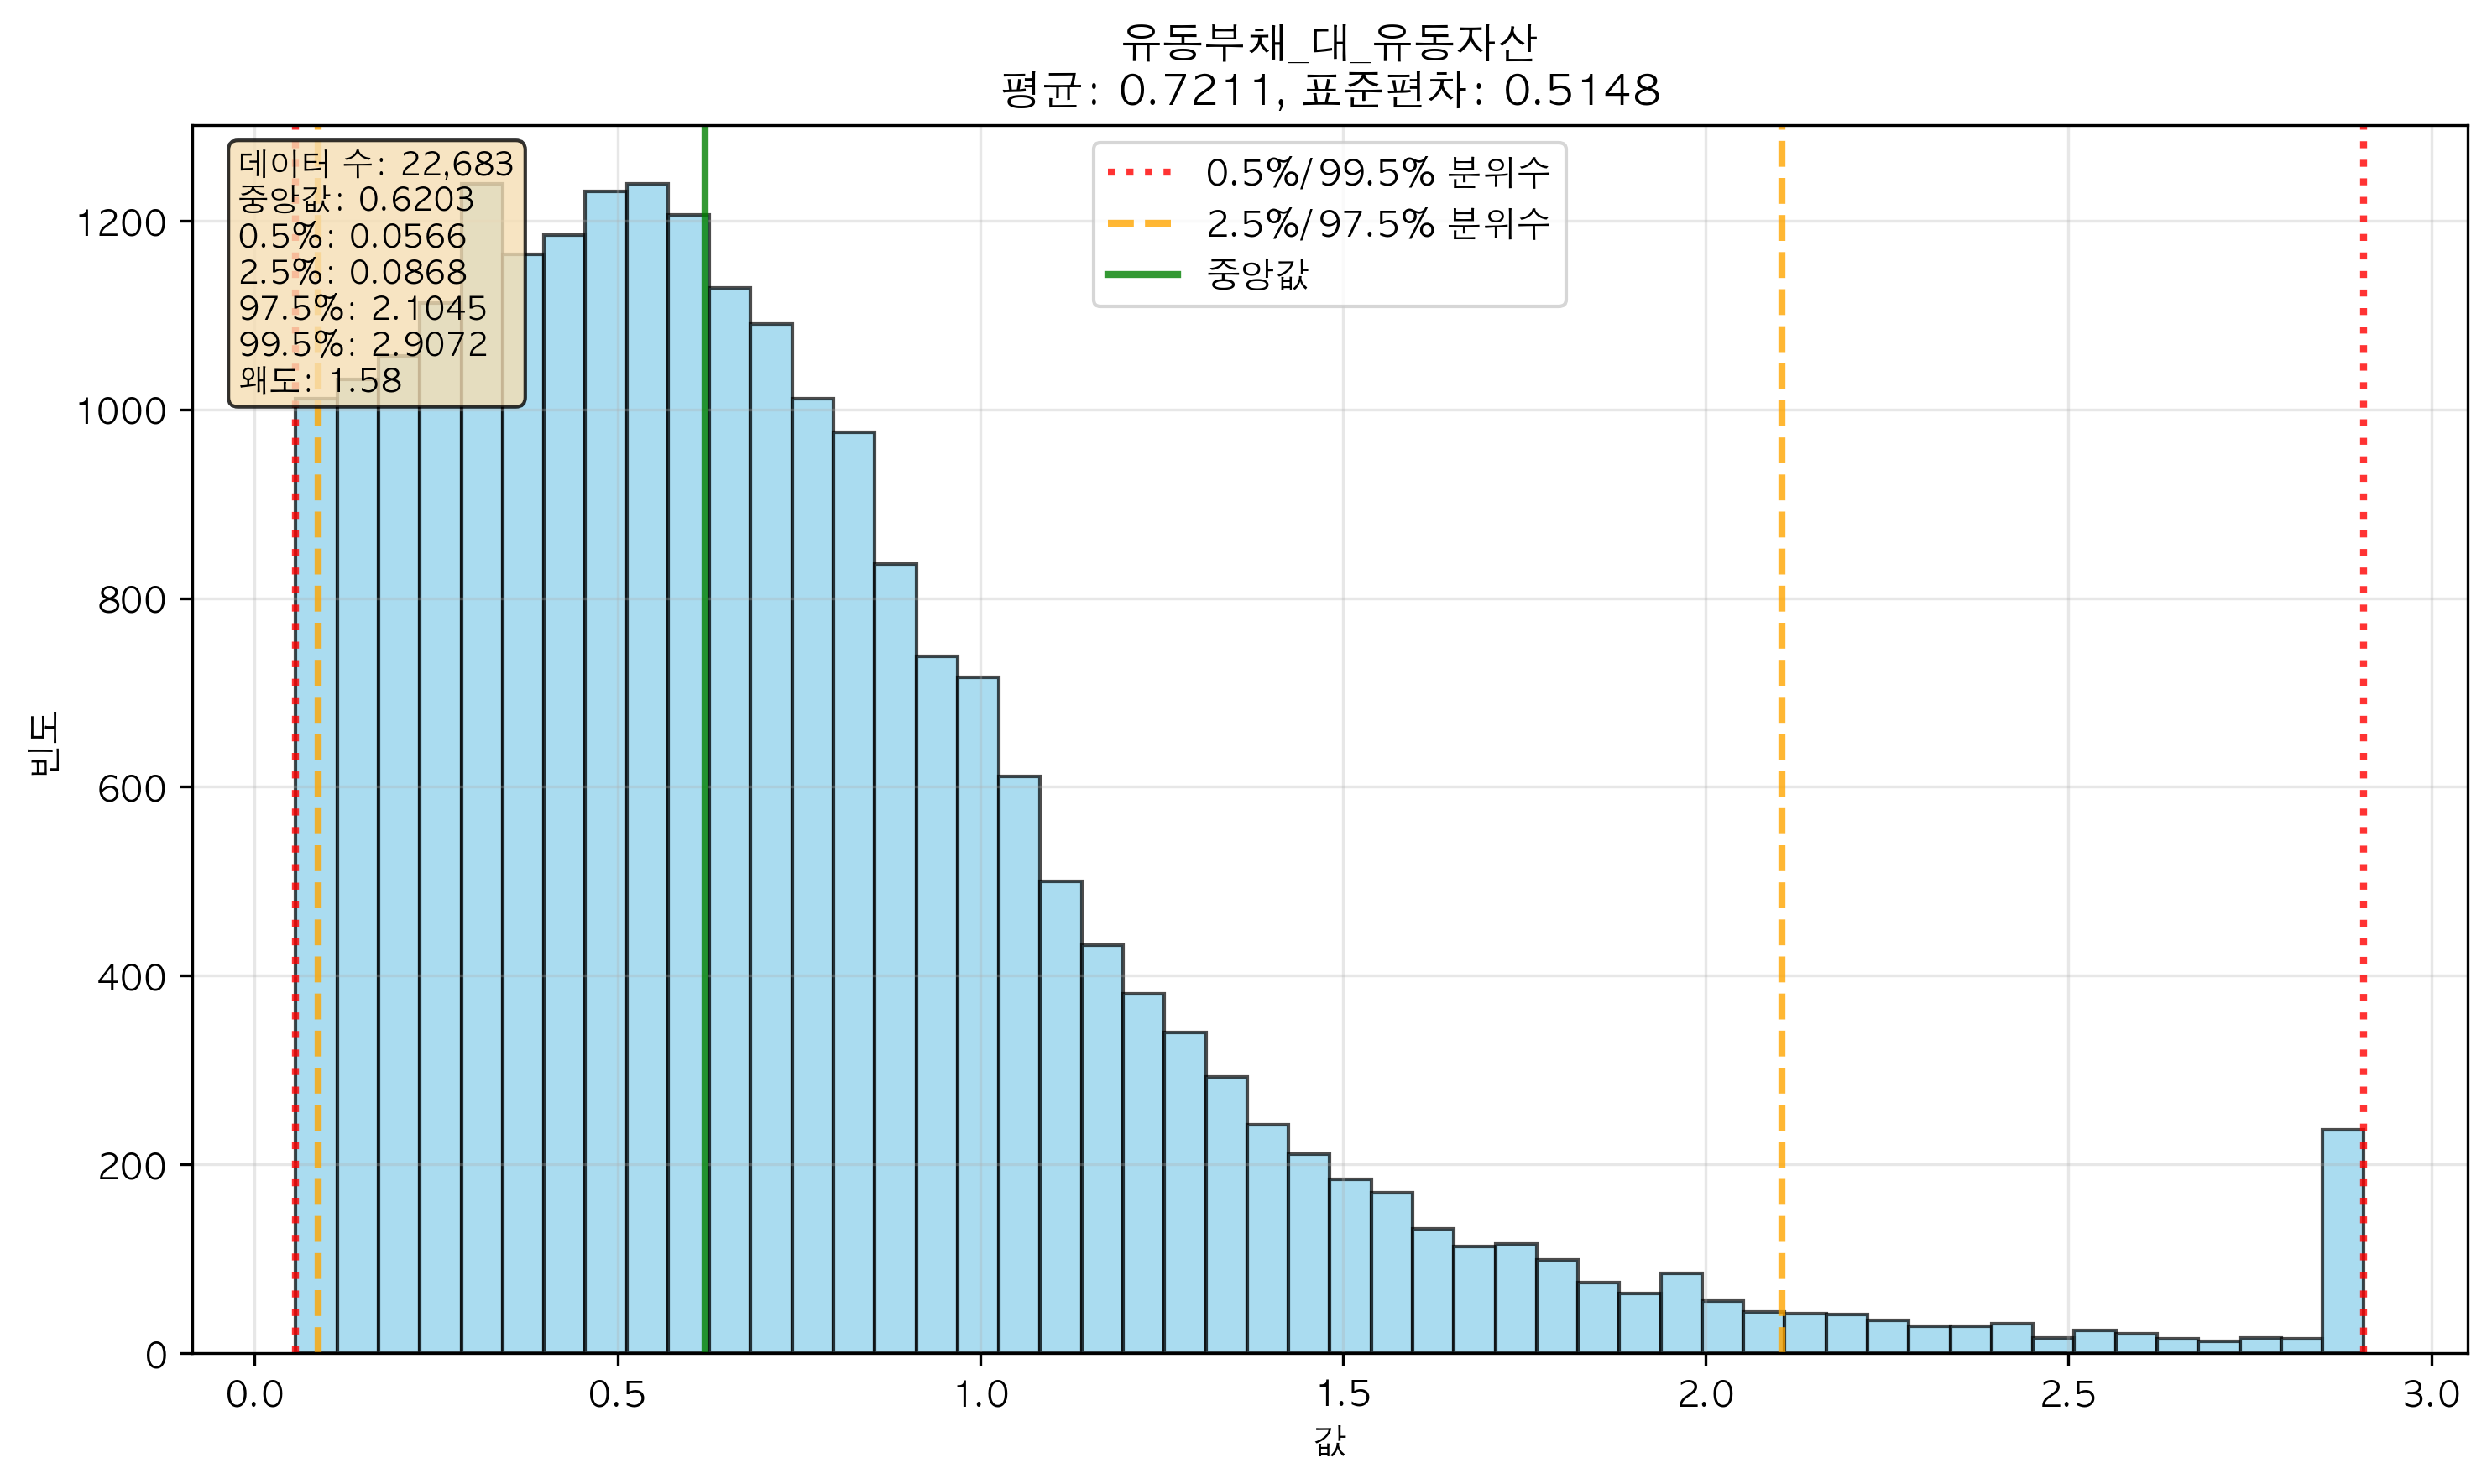 유동부채_대_유동자산
평균: 0.7211, 표준편차: 0.5148
데이터 수: 22,683
중앙값: 0.6203
0.5%: 0.0566
2.5%: 0.0868
97.5%: 2.1045
99.5%: 2.9072
왜도: 1.58
0.5%/99.5% 분위수
2.5%/97.5% 분위수
중앙값
1200
1000
800
600
400
200
0
빈도
0.0 0.5 1.0 1.5 2.0 2.5 3.0
값